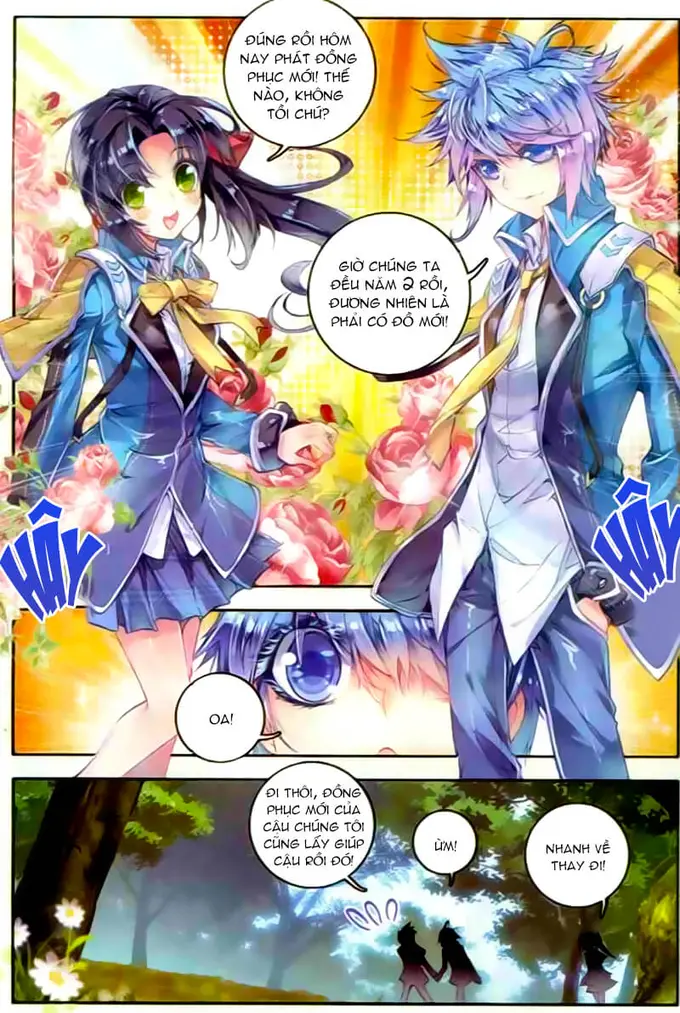 ĐÚNG RỒI HÔM
NAY PHÁT ĐỒNG
PHỤC MỚI! THẾ
NÀO, KHÔNG
TỒI CHỨ?
GIỜ CHÚNG TA
ĐỀU NĂM 2 RỒI,
ĐƯƠNG NHIÊN LÀ
PHẢI CÓ ĐỒ MỚI!
HÂY
HÂY
OA!
ĐI THÔI, ĐỒNG
PHỤC MỚI CỦA
CẬU CHÚNG TÔI
CŨNG LẤY GIÚP
CẬU RỒI ĐÓ!
ỪM!
NHANH VỀ
THAY ĐI!